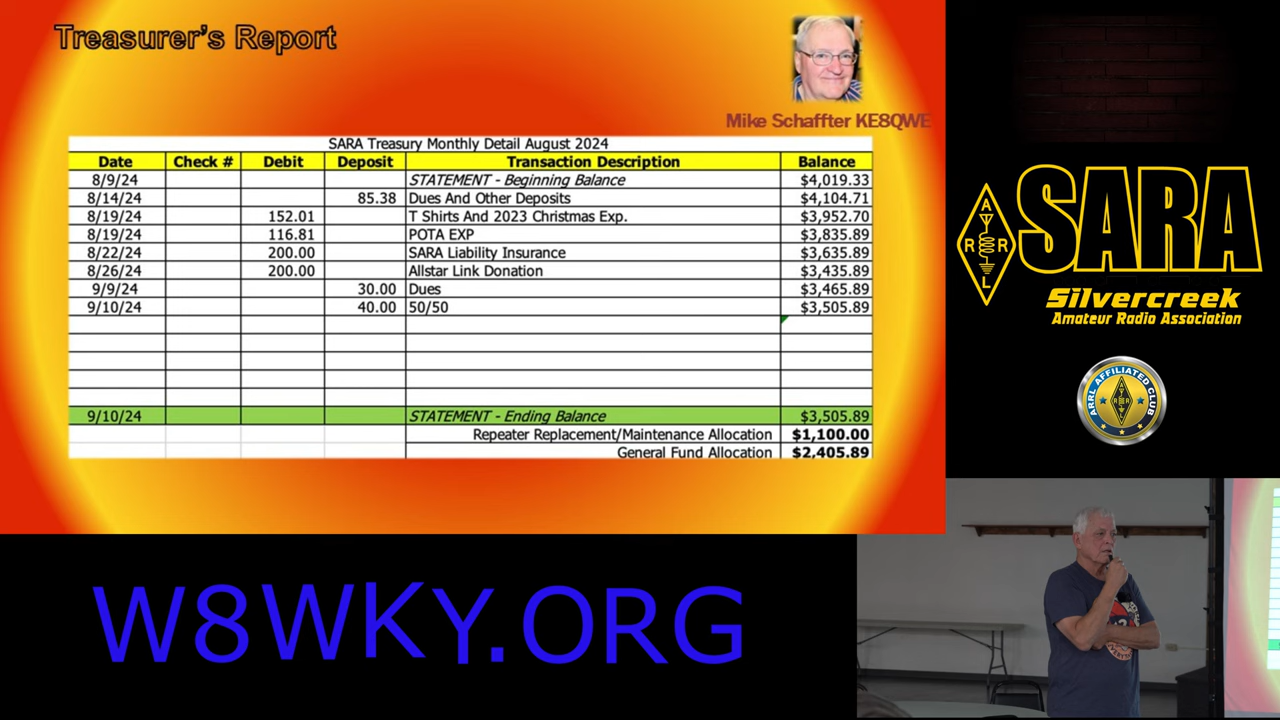 Treasurer's Report
Mike Schaffter KE8QWE
SARA Treasury Monthly Detail August 2024
Date Check # Debit Deposit Transaction Description Balance
8/9/24 STATEMENT - Beginning Balance $4,019.33
8/14/24 85.38 Dues And Other Deposits $4,104.71
8/19/24 152.01 T Shirts And 2023 Christmas Exp. $3,952.70
8/19/24 116.81 POTA EXP $3,835.89
8/22/24 200.00 SARA Liability Insurance $3,635.89
8/26/24 200.00 Allstar Link Donation $3,435.89
9/9/24 30.00 Dues $3,465.89
9/10/24 40.00 50/50 $3,505.89
9/10/24 STATEMENT - Ending Balance $3,505.89
Repeater Replacement/Maintenance Allocation $1,100.00
General Fund Allocation $2,405.89
A
R R
L
SARA
Silvercreek
Amateur Radio Association
ARRL AFFILIATED CLUB
W8WKY.ORG